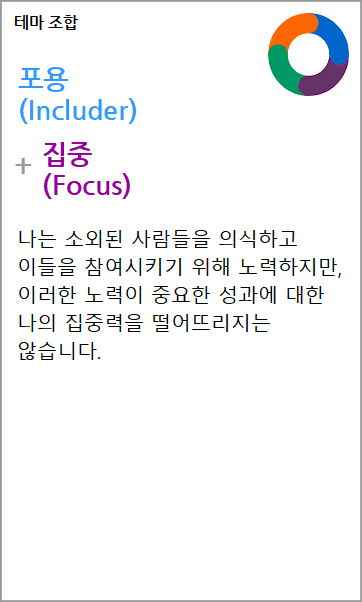 테마 조합
포용
(Includer)
+ 집중
(Focus)
나는 소외된 사람들을 의식하고
이들을 참여시키기 위해 노력하지만,
이러한 노력이 중요한 성과에 대한
나의 집중력을 떨어뜨리지는
않습니다.